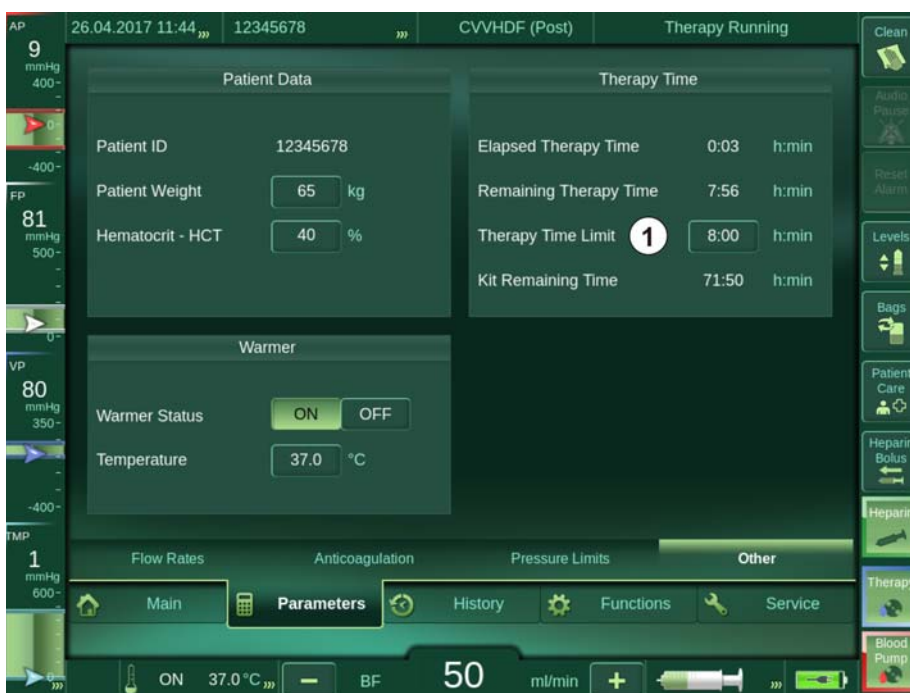 AP
9
mmHg
400
0
-400
FP
81
mmHg
500
0
VP
80
mmHg
350
-400
TMP
1
mmHg
600
0
26.04.2017 11:44 12345678 CVVHDF (Post) Therapy Running
Patient Data
Patient ID 12345678
Patient Weight 65 kg
Hematocrit - HCT 40 %
Therapy Time
Elapsed Therapy Time 0:03 h:min
Remaining Therapy Time 7:56 h:min
Therapy Time Limit 1 8:00 h:min
Kit Remaining Time 71:50 h:min
Warmer
Warmer Status ON OFF
Temperature 37.0 °C
Flow Rates Anticoagulation Pressure Limits Other
Main Parameters History Functions Service
ON 37.0 °C − BF 50 ml/min +
Clean
Audio
Pause
Reset
Alarm
Levels
Bags
Patient
Care
Heparin
Bolus
Heparin
Therapy
Blood
Pump